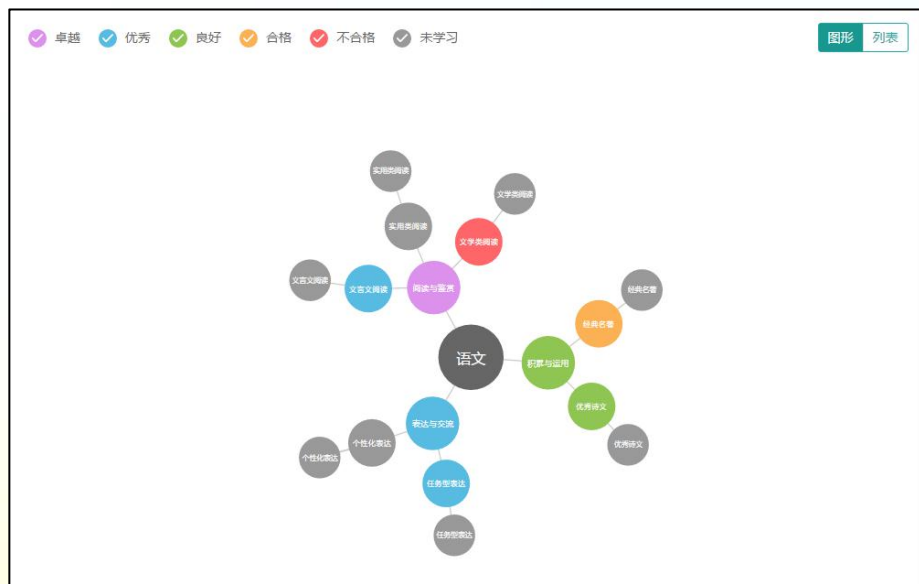 卓越 优秀 良好 合格 不合格 未学习
图形 列表
实用类阅读
文学类阅读
实用类阅读
文学类阅读
文言文阅读
文言文阅读
阅读与鉴赏
经典名著
经典名著
语文
积累与运用
优秀诗文
表达与交流
个性化表达
优秀诗文
个性化表达
任务型表达
任务型表达